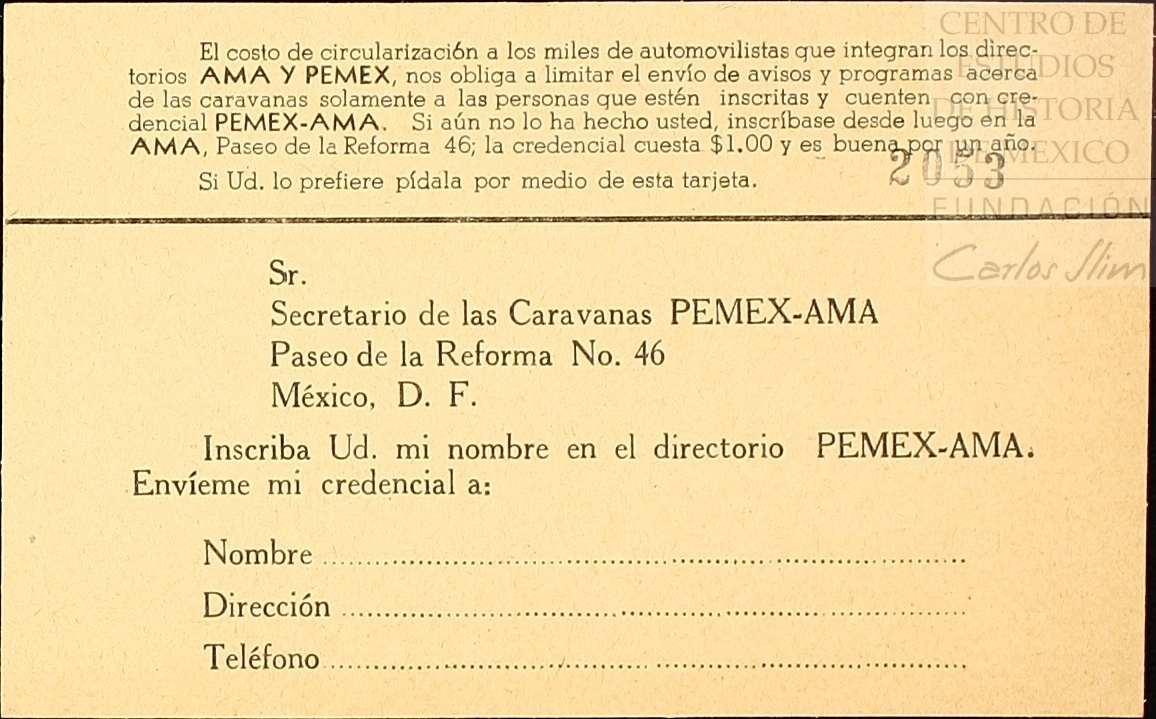 El costo de circularización a los miles de automovilistas que integran los direc-
torios AMA Y PEMEX, nos obliga a limitar el envío de avisos y programas acerca
de las caravanas solamente a las personas que estén inscritas y cuenten con cre-
dencial PEMEX-AMA. Si aún no lo ha hecho usted, inscríbase desde luego en la
AMA, Paseo de la Reforma 46; la credencial cuesta $1.00 y es buena por un año.
Si Ud. lo prefiere pídala por medio de esta tarjeta.
2053
CENTRO DE
ESTUDIOS
DE HISTORIA
DE MEXICO
FUNDACIÓN
Carlos Slim
Sr.
Secretario de las Caravanas PEMEX-AMA
Paseo de la Reforma No. 46
México, D. F.
Inscriba Ud. mi nombre en el directorio PEMEX-AMA.
Envíeme mi credencial a:
Nombre
Dirección
Teléfono